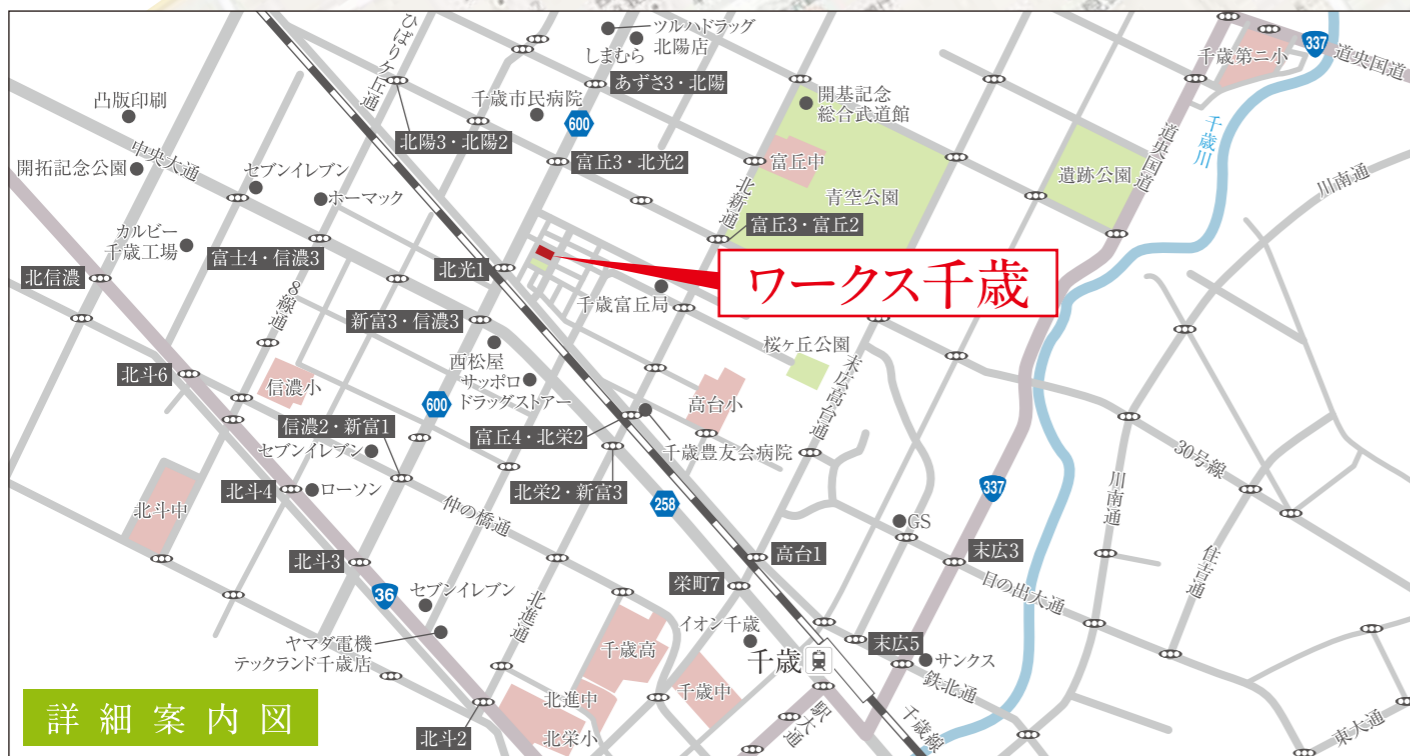 ひばりヶ丘通
ツルハドラッグ
北陽店
しまむら
337
道央国道
千歳第二小
あずさ3・北陽
凸版印刷
千歳市民病院
600
開基記念
総合武道館
千歳川
道央国道
北陽3・北陽2
中央大通
開拓記念公園
セブンイレブン
富丘3・北光2
富丘中
北新通
青空公園
遺跡公園
川南通
ホーマック
カルビー
千歳工場
富士4・信濃3
富丘3・富丘2
北信濃
北光1
ワークス千歳
8線通
千歳富丘局
新富3・信濃3
西松屋
桜ヶ丘公園
末広高台通
北斗6
信濃小
サッポロ
ドラッグストアー
600
高台小
信濃2・新富1
富丘4・北栄2
セブンイレブン
千歳豊友会病院
30号線
北斗4
ローソン
北栄2・新富3
337
川南通
北斗中
仲の橋通
258
GS
住吉通
北斗3
高台1
末広3
栄町7
日の出大通
36
セブンイレブン
北進通
イオン千歳
ヤマダ電機
テックランド千歳店
千歳高
千歳
末広5
サンクス
北進中
千歳中
鉄北通
詳細案内図
北斗2
北栄小
駅大通
千歳線
東大通